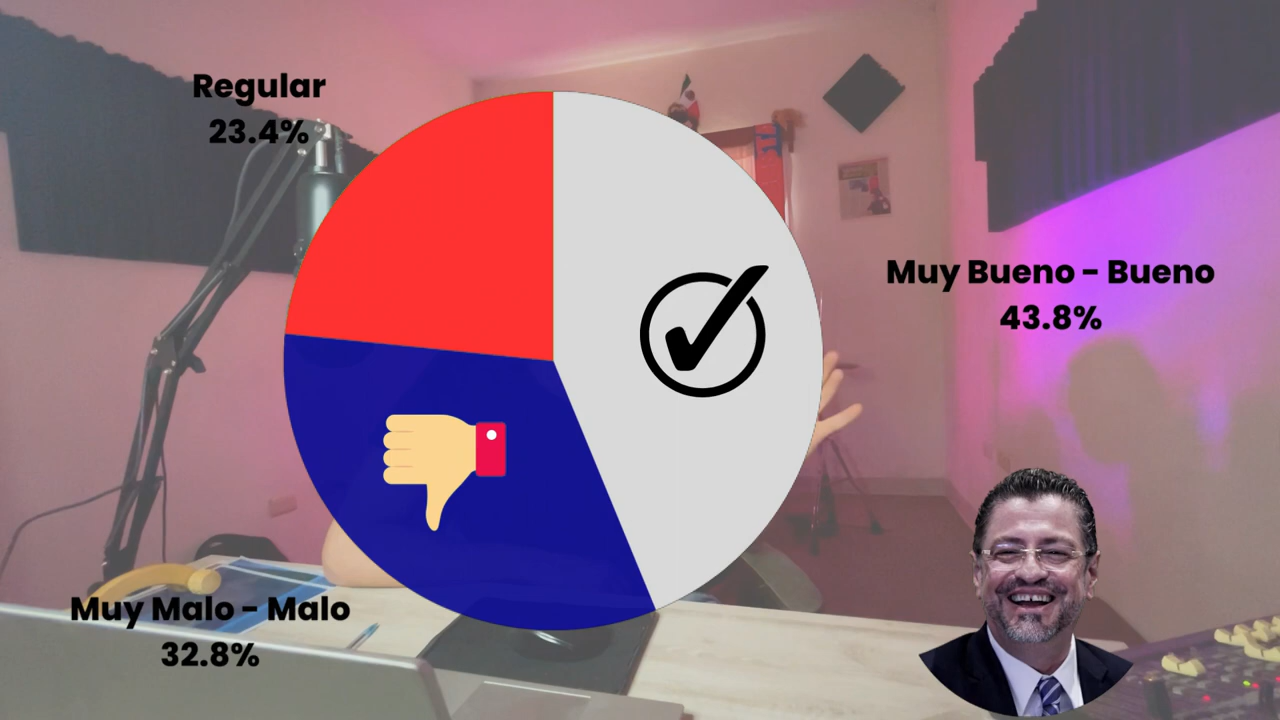 Regular
23.4%
Muy Bueno - Bueno
43.8%
Muy Malo - Malo
32.8%